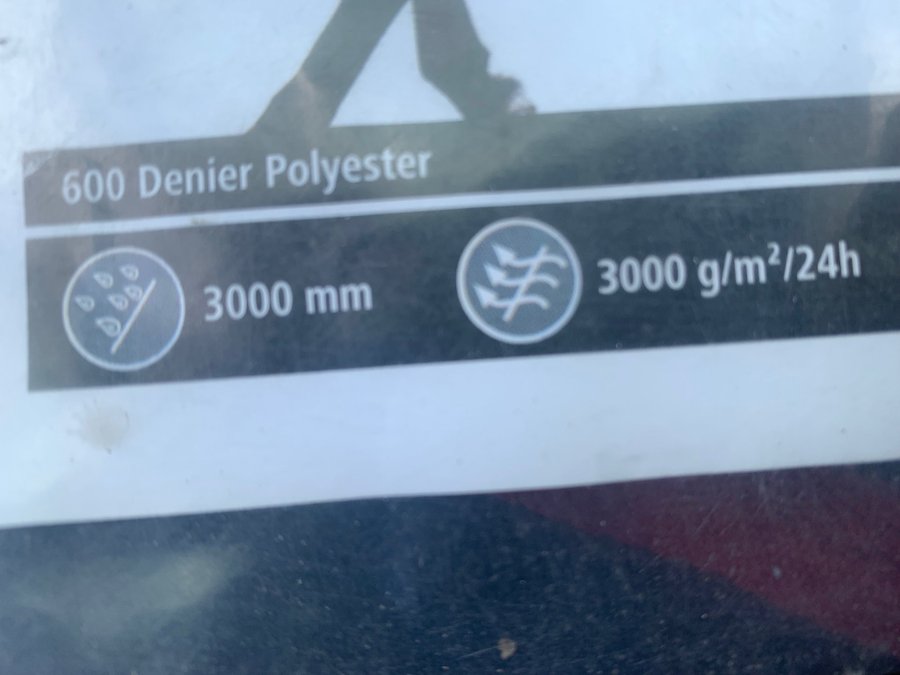 600 Denier Polyester
3000 mm
3000 g/m²/24h